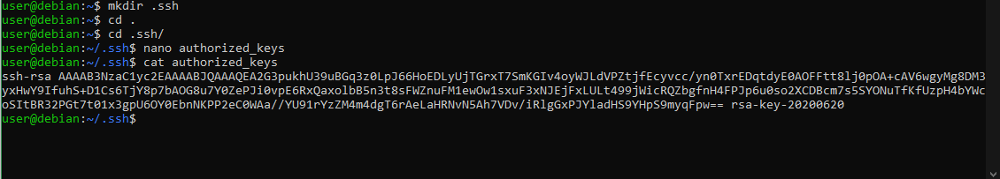 user@debian:~$ mkdir .ssh
user@debian:~$ cd .
user@debian:~$ cd .ssh/
user@debian:~/.ssh$ nano authorized_keys
user@debian:~/.ssh$ cat authorized_keys
ssh-rsa AAAAB3NzaC1yc2EAAAABJQAAAQEA2G3pukhU39uBGq3z0LpJ66HoEDLyUjTGrxT7SmKGIv4oyWJLdVPZtjfEcyvcc/yn0TxrEDqtdyE0AOFFtt8lj0pOA+cAV6wgyMg8DM3
yxHwY9IfuhS+D1Cs6TjY8p7bAOG8u7Y0ZePJi0vpE6RxQaxolbB5n3t8sFWZnuFM1ewOw1sxuF3xNJEjFxLULt499jWicRQZbgfnH4FPJp6u0so2XCDBcm7s5SYONuTfKfUzpH4bYWc
oSItBR32PGt7t01x3gpU6OY0EbnNKPP2eC0WAa//YU91rYzZM4m4dgT6rAeLaHRNvN5Ah7VDv/iRlgGxPJYladHS9YHpS9myqFpw== rsa-key-20200620
user@debian:~/.ssh$